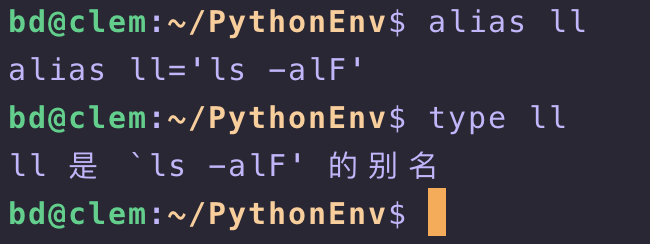 bd@clem:~/PythonEnv$ alias ll
alias ll='ls -alF'
bd@clem:~/PythonEnv$ type ll
ll 是 `ls -alF' 的别名
bd@clem:~/PythonEnv$